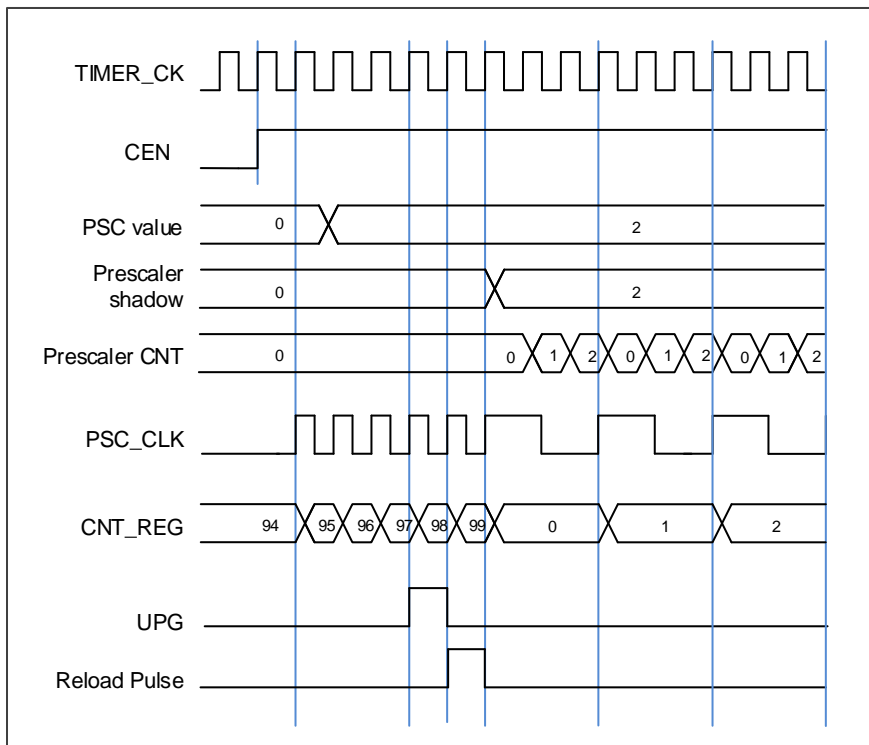 TIMER_CK
CEN
PSC value 0 2
Prescaler
shadow 0 2
Prescaler CNT 0 0 1 2 0 1 2 0 1 2
PSC_CLK
CNT_REG 94 95 96 97 98 99 0 1 2
UPG
Reload Pulse